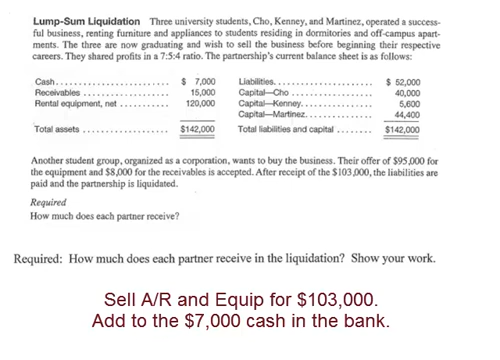 Lump-Sum Liquidation Three university students, Cho, Kenney, and Martinez, operated a success-
ful business, renting furniture and appliances to students residing in dormitories and off-campus apart-
ments. The three are now graduating and wish to sell the business before beginning their respective
careers. They shared profits in a 7:5:4 ratio. The partnership's current balance sheet is as follows:
Cash.............................. $ 7,000 Liabilities......................... $ 52,000
Receivables ..................... 15,000 Capital—Cho ................... 40,000
Rental equipment, net ........... 120,000 Capital—Kenney................. 5,600
Capital—Martinez................ 44,400
Total assets ..................... $142,000 Total liabilities and capital ........ $142,000
Another student group, organized as a corporation, wants to buy the business. Their offer of $95,000 for
the equipment and $8,000 for the receivables is accepted. After receipt of the $103,000, the liabilities are
paid and the partnership is liquidated.
Required
How much does each partner receive?
Required: How much does each partner receive in the liquidation? Show your work.
Sell A/R and Equip for $103,000.
Add to the $7,000 cash in the bank.